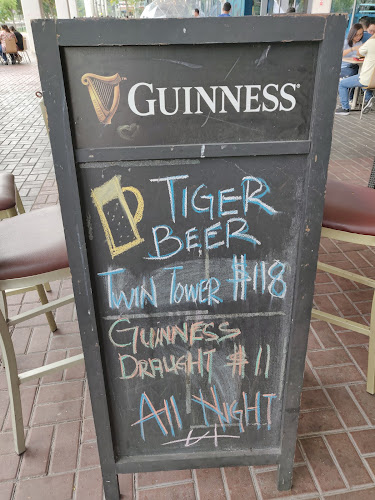 GUINNESS
TIGER
BEER
TWIN TOWER $118
GUINNESS
DRAUGHT $11
All NIGHT